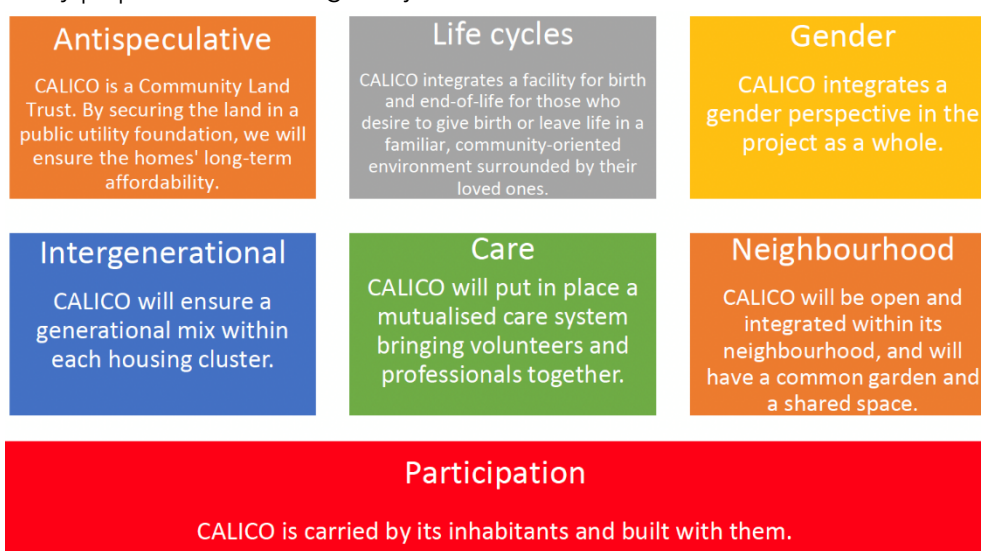 Antispeculative
CALICO is a Community Land
Trust. By securing the land in a
public utility foundation, we will
ensure the homes' long-term
affordability.
Life cycles
CALICO integrates a facility for birth
and end-of-life for those who
desire to give birth or leave life in a
familiar, community-oriented
environment surrounded by their
loved ones.
Gender
CALICO integrates a
gender perspective in the
project as a whole.
Intergenerational
CALICO will ensure a
generational mix within
each housing cluster.
Care
CALICO will put in place a
mutualised care system
bringing volunteers and
professionals together.
Neighbourhood
CALICO will be open and
integrated within its
neighbourhood, and will
have a common garden and
a shared space.
Participation
CALICO is carried by its inhabitants and built with them.